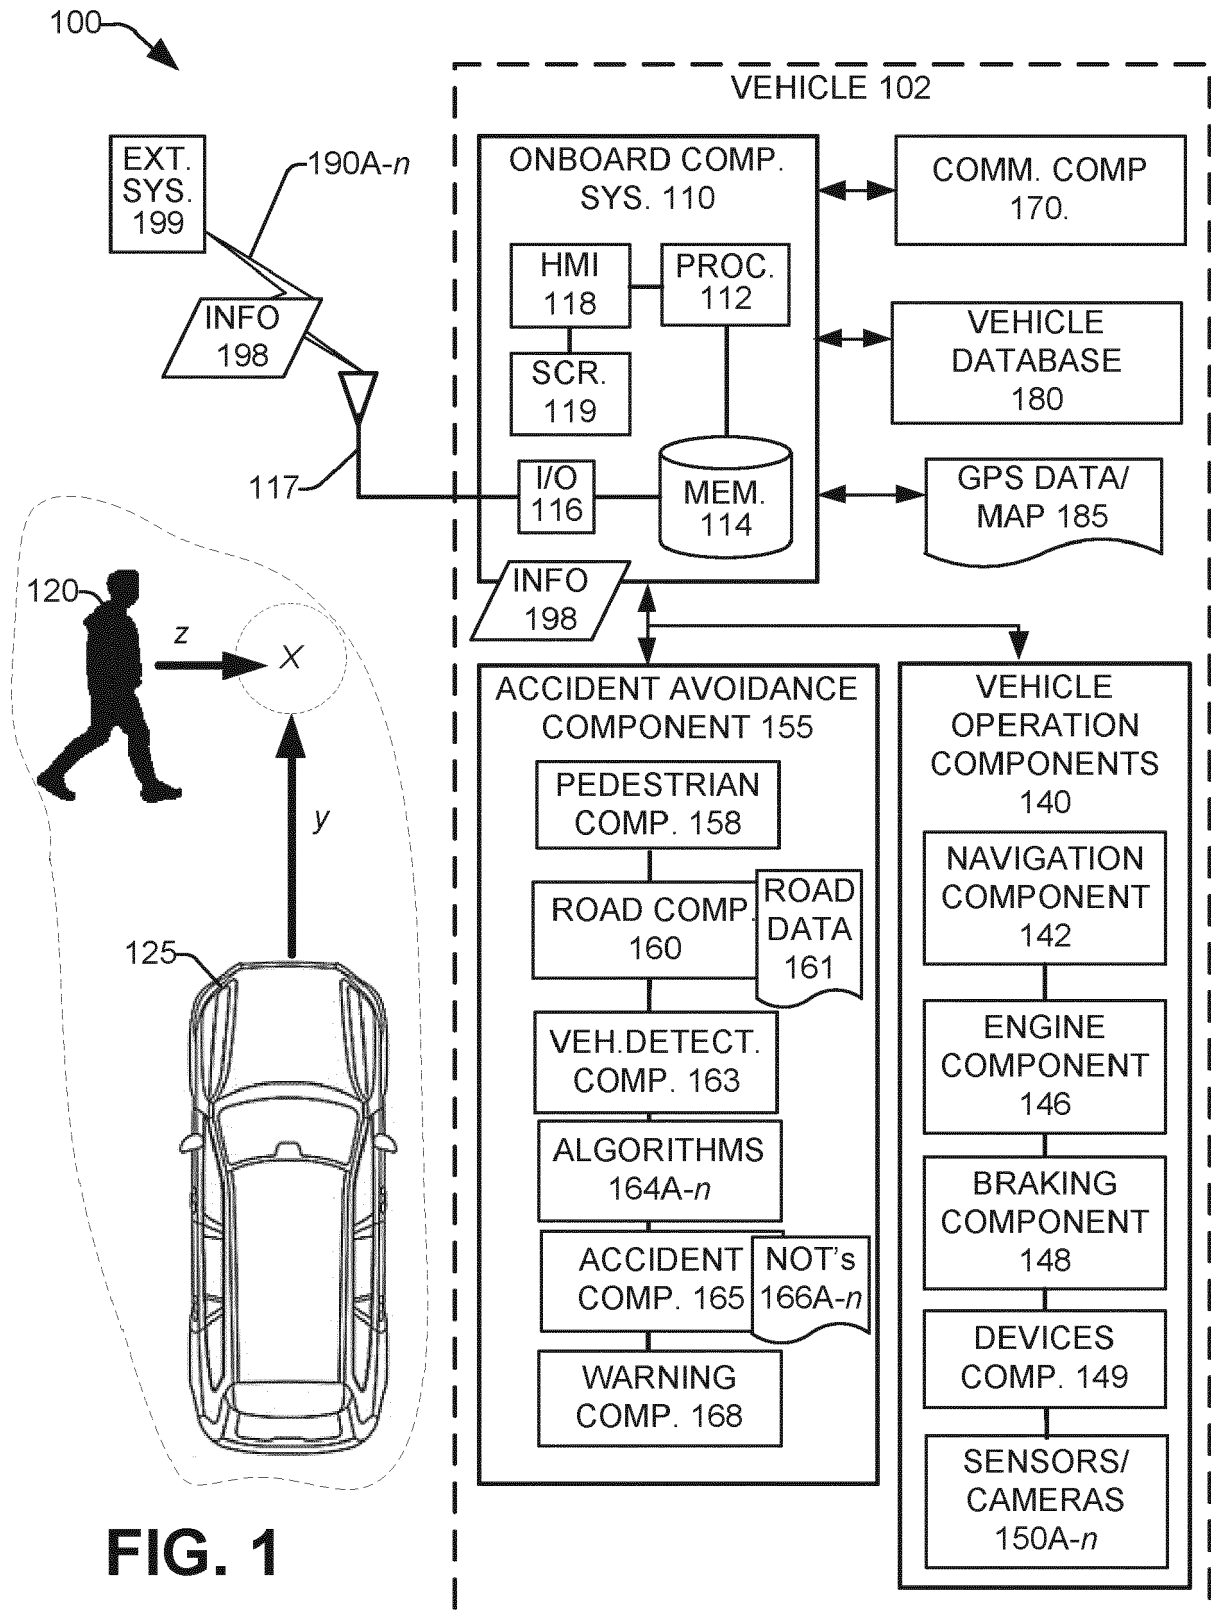 100
VEHICLE 102
EXT.
SYS.
199
190A-n
INFO
198
117
ONBOARD COMP.
SYS. 110
HMI
118
PROC.
112
SCR.
119
I/O
116
MEM.
114
INFO
198
COMM. COMP
170.
VEHICLE
DATABASE
180
GPS DATA/
MAP 185
120
z
X
y
125
ACCIDENT AVOIDANCE
COMPONENT 155
PEDESTRIAN
COMP. 158
ROAD COMP.
160
ROAD
DATA
161
VEH.DETECT.
COMP. 163
ALGORITHMS
164A-n
ACCIDENT
COMP. 165
NOT's
166A-n
WARNING
COMP. 168
VEHICLE
OPERATION
COMPONENTS
140
NAVIGATION
COMPONENT
142
ENGINE
COMPONENT
146
BRAKING
COMPONENT
148
DEVICES
COMP. 149
SENSORS/
CAMERAS
150A-n
FIG. 1